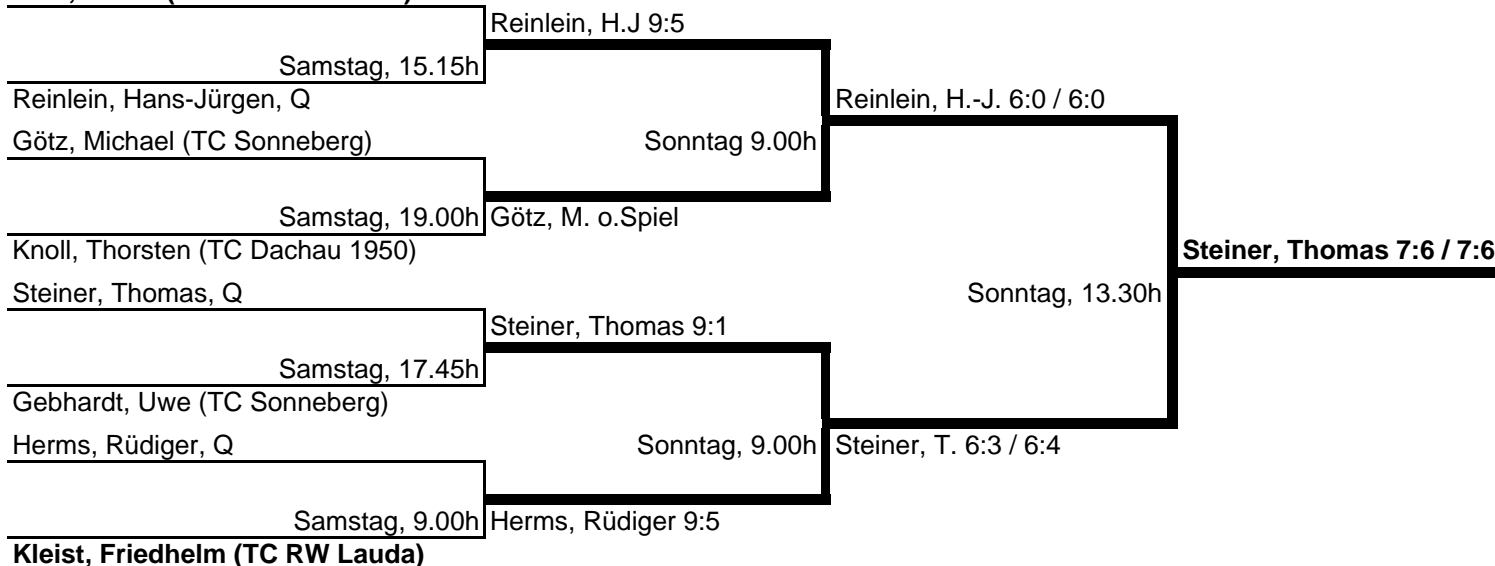 Reinlein, H.J 9:5
Samstag, 15.15h
Reinlein, Hans-Jürgen, Q
Reinlein, H.-J. 6:0 / 6:0
Götz, Michael (TC Sonneberg)
Sonntag 9.00h
Samstag, 19.00h
Götz, M. o.Spiel
Knoll, Thorsten (TC Dachau 1950)
Steiner, Thomas 7:6 / 7:6
Steiner, Thomas, Q
Sonntag, 13.30h
Steiner, Thomas 9:1
Samstag, 17.45h
Gebhardt, Uwe (TC Sonneberg)
Herms, Rüdiger, Q
Sonntag, 9.00h
Steiner, T. 6:3 / 6:4
Samstag, 9.00h
Herms, Rüdiger 9:5
Kleist, Friedhelm (TC RW Lauda)